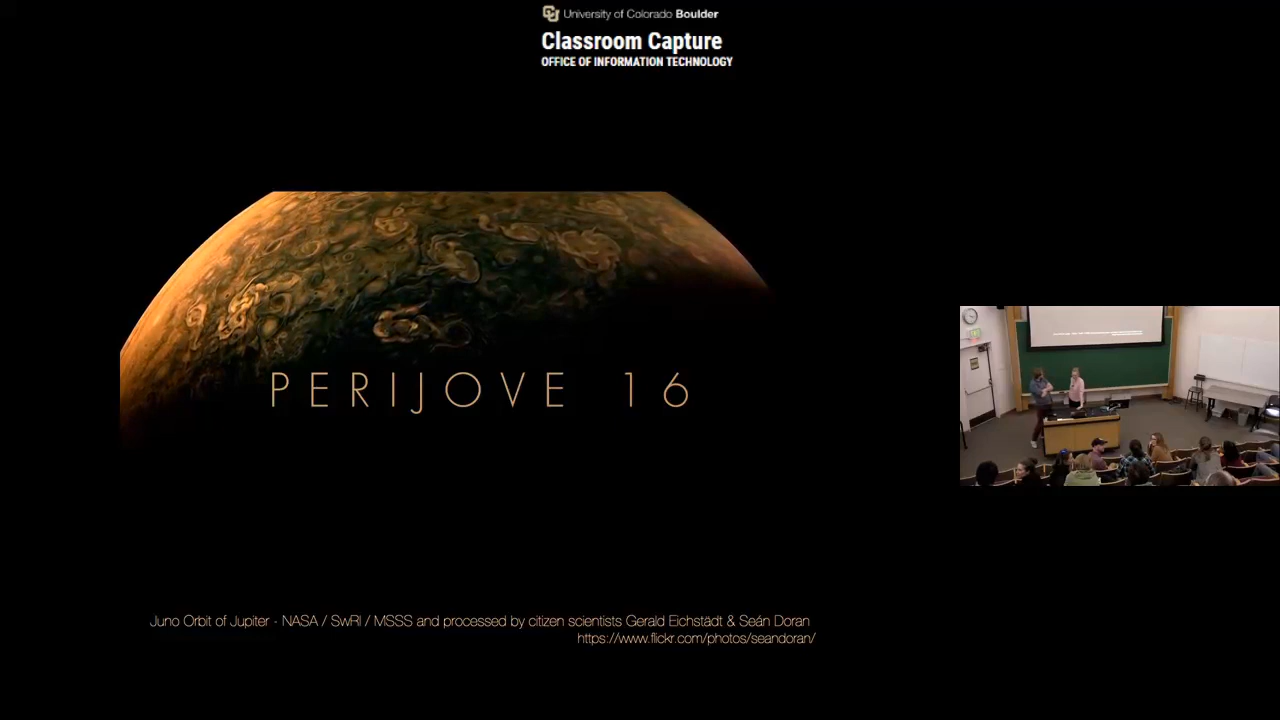 University of Colorado Boulder
Classroom Capture
OFFICE OF INFORMATION TECHNOLOGY
PERIJOVE 16
Juno Orbit of Jupiter - NASA / SwRI / MSSS and processed by citizen scientists Gerald Eichstädt & Seán Doran
https://www.flickr.com/photos/seandoran/